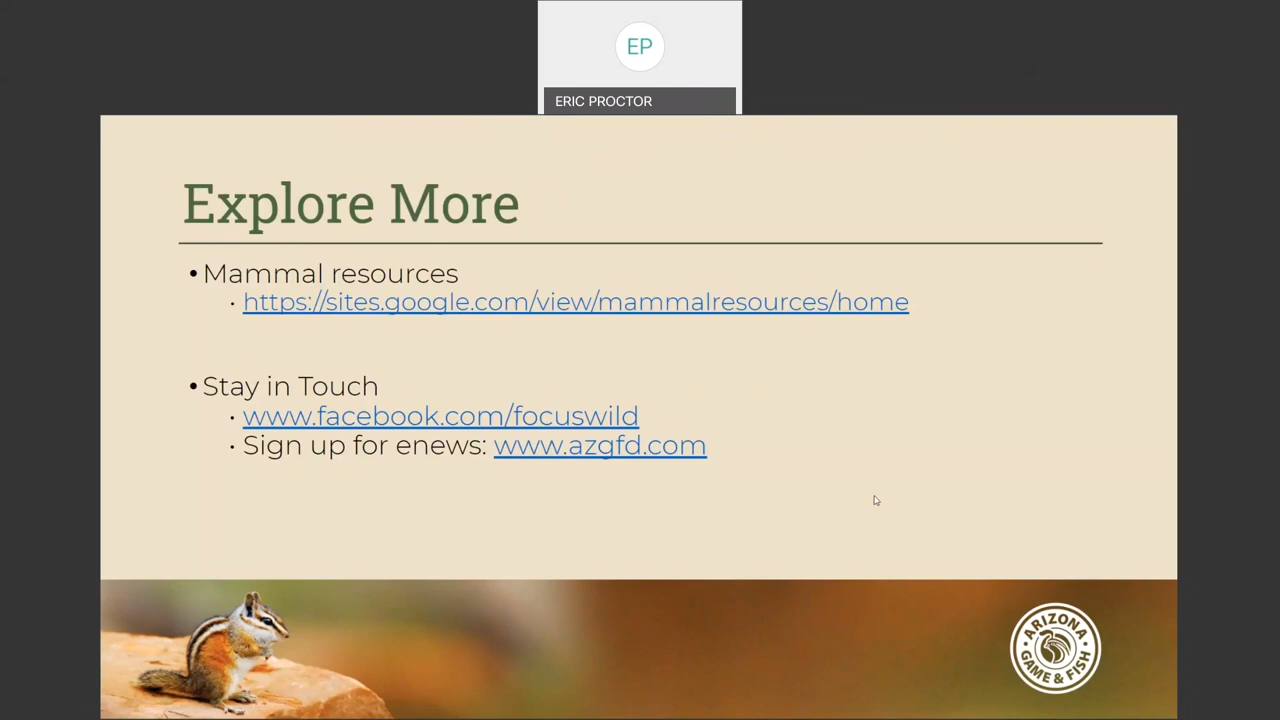 EP
ERIC PROCTOR
Explore More
• Mammal resources
• https://sites.google.com/view/mammalresources/home
• Stay in Touch
• www.facebook.com/focuswild
• Sign up for enews: www.azgfd.com
ARIZONA
GAME & FISH